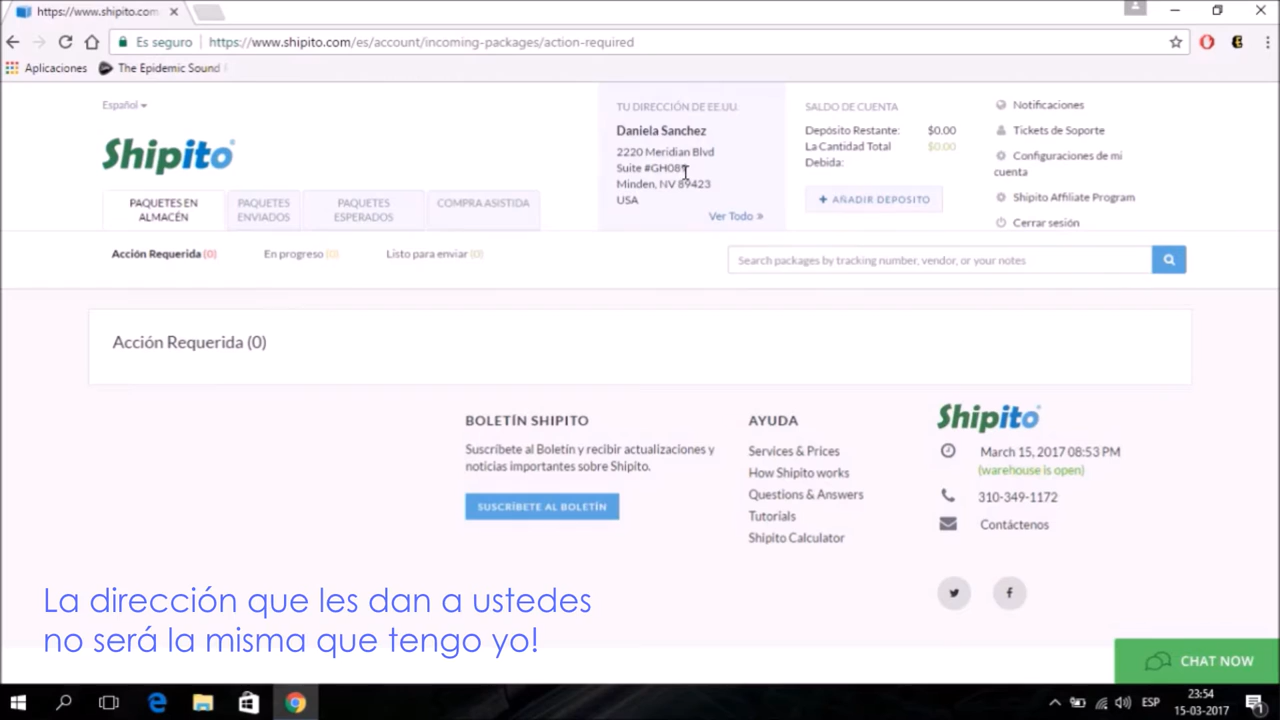 https://www.shipito.com
Es seguro
https://www.shipito.com/es/account/incoming-packages/action-required
Aplicaciones
The Epidemic Sound
Español
Shipito
TU DIRECCIÓN DE EE.UU.
Daniela Sanchez
2220 Meridian Blvd
Suite
Minden, NV 89423
USA
Ver Todo »
SALDO DE CUENTA
Depósito Restante: $0.00
La Cantidad Total $0.00
Debida:
+ AÑADIR DEPOSITO
Notificaciones
Tickets de Soporte
Configuraciones de mi
cuenta
Shipito Affiliate Program
Cerrar sesión
PAQUETES EN
ALMACÉN
PAQUETES
ENVIADOS
PAQUETES
ESPERADOS
COMPRA ASISTIDA
Acción Requerida (0)
En progreso (0)
Listo para enviar (0)
Search packages by tracking number, vendor, or your notes
Acción Requerida (0)
BOLETÍN SHIPITO
Suscríbete al Boletín y recibir actualizaciones y
noticias importantes sobre Shipito.
SUSCRÍBETE AL BOLETÍN
AYUDA
Services & Prices
How Shipito works
Questions & Answers
Tutorials
Shipito Calculator
Shipito
March 15, 2017 08:53 PM
(warehouse is open)
310-349-1172
Contáctenos
La dirección que les dan a ustedes
no será la misma que tengo yo!
CHAT NOW
ESP
23:54
15-03-2017